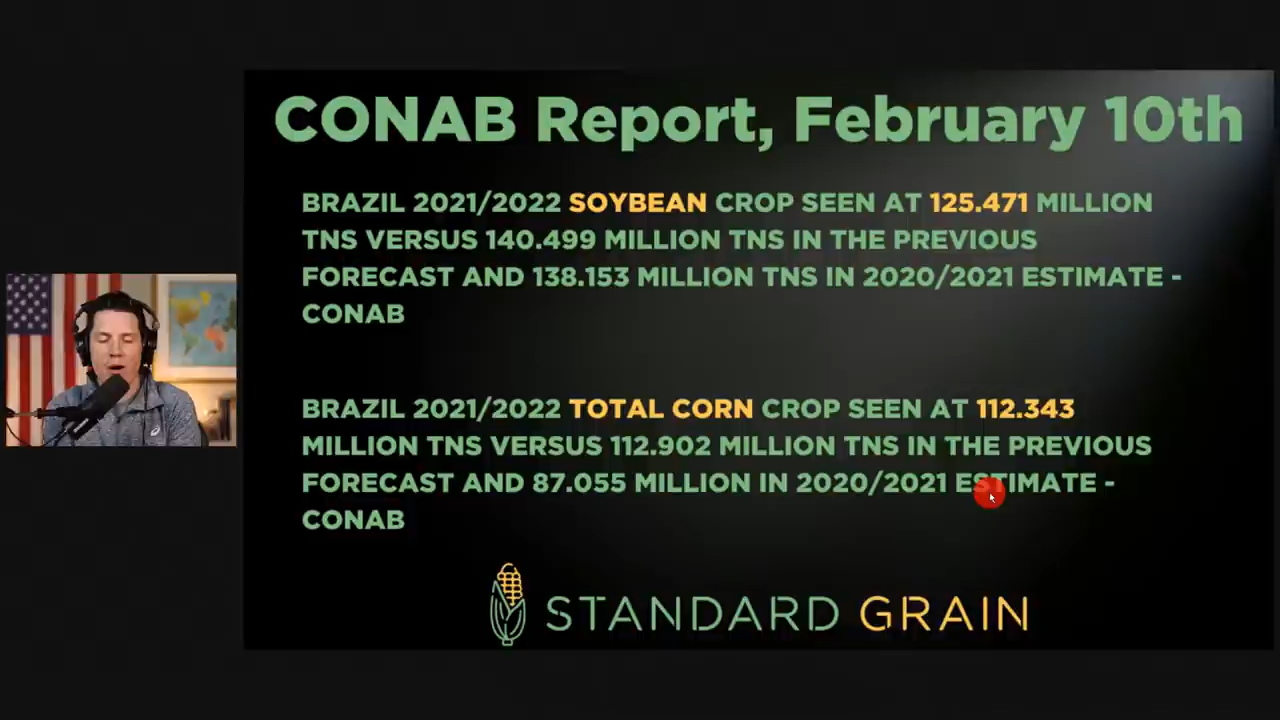 CONAB Report, February 10th
BRAZIL 2021/2022 SOYBEAN CROP SEEN AT 125.471 MILLION
TNS VERSUS 140.499 MILLION TNS IN THE PREVIOUS
FORECAST AND 138.153 MILLION TNS IN 2020/2021 ESTIMATE -
CONAB
BRAZIL 2021/2022 TOTAL CORN CROP SEEN AT 112.343
MILLION TNS VERSUS 112.902 MILLION TNS IN THE PREVIOUS
FORECAST AND 87.055 MILLION IN 2020/2021 ESTIMATE -
CONAB
STANDARD GRAIN